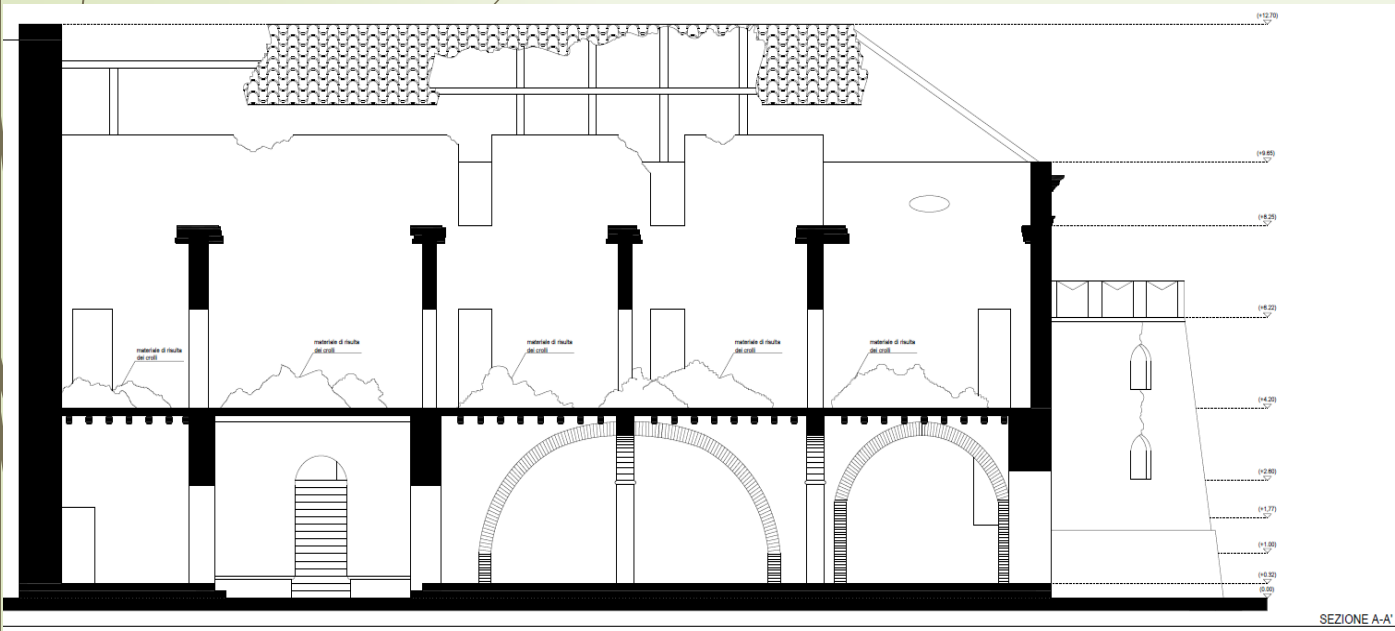 (+12.70)
(+9.65)
(+8.25)
(+6.22)
materiale di risulta
dei crolli
materiale di risulta
dei crolli
materiale di risulta
dei crolli
materiale di risulta
dei crolli
materiale di risulta
dei crolli
(+4.20)
(+2.60)
(+1.77)
(+1.00)
(+0.32)
(0.00)
SEZIONE A-A'